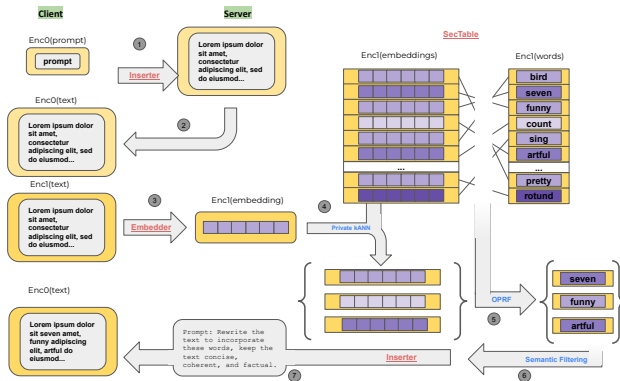 Client
Server
SecTable
Enc0(prompt)
prompt
1
Inserter
Lorem ipsum dolor
sit amet,
consectetur
adipiscing elit, sed
do eiusmod...
Enc0(text)
2
Lorem ipsum dolor
sit amet,
consectetur
adipiscing elit, sed
do eiusmod...
Enc1(text)
Lorem ipsum dolor
sit amet,
consectetur
adipiscing elit, sed
do eiusmod...
3
Embedder
Enc1(embedding)
4
Private kANN
Enc1(embeddings)
...
Enc1(words)
bird
seven
funny
count
sing
artful
...
pretty
rotund
OPRF
5
seven
funny
artful
Semantic Filtering
6
Inserter
7
Prompt: Rewrite the
text to incorporate
these words, keep the
text concise,
coherent, and factual.
Enc0(text)
Lorem ipsum dolor
sit seven amet,
funny adipiscing
elit, artful do
eiusmod...